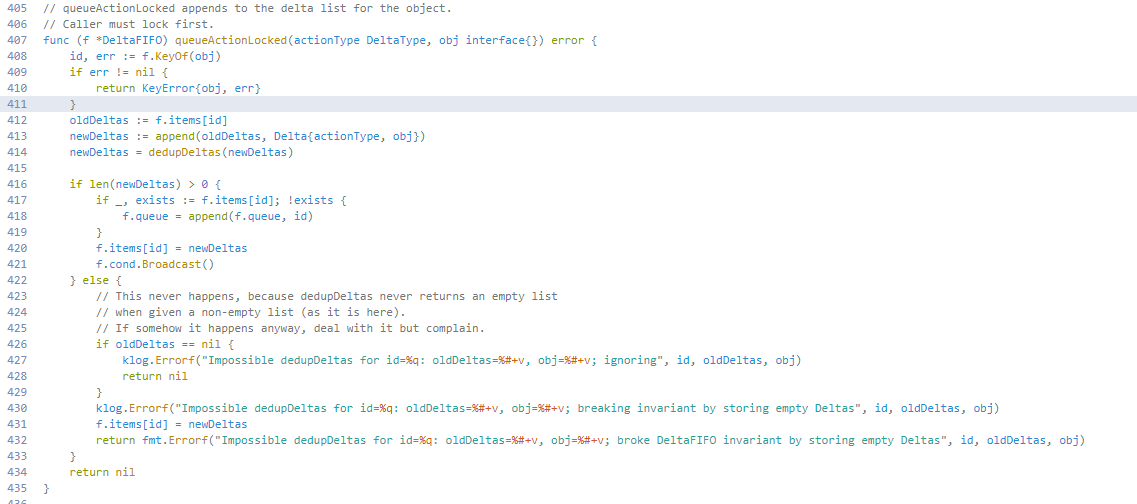 405 // queueActionLocked appends to the delta list for the object.
406 // Caller must lock first.
407 func (f *DeltaFIFO) queueActionLocked(actionType DeltaType, obj interface{}) error {
408     id, err := f.KeyOf(obj)
409     if err != nil {
410         return KeyError{obj, err}
411     }
412     oldDeltas := f.items[id]
413     newDeltas := append(oldDeltas, Delta{actionType, obj})
414     newDeltas = dedupDeltas(newDeltas)
415
416     if len(newDeltas) > 0 {
417         if _, exists := f.items[id]; !exists {
418             f.queue = append(f.queue, id)
419         }
420         f.items[id] = newDeltas
421         f.cond.Broadcast()
422     } else {
423         // This never happens, because dedupDeltas never returns an empty list
424         // when given a non-empty list (as it is here).
425         // If somehow it happens anyway, deal with it but complain.
426         if oldDeltas == nil {
427             klog.Errorf("Impossible dedupDeltas for id=%q: oldDeltas=%#+v, obj=%#+v; ignoring", id, oldDeltas, obj)
428             return nil
429         }
430         klog.Errorf("Impossible dedupDeltas for id=%q: oldDeltas=%#+v, obj=%#+v; breaking invariant by storing empty Deltas", id, oldDeltas, obj)
431         f.items[id] = newDeltas
432         return fmt.Errorf("Impossible dedupDeltas for id=%q: oldDeltas=%#+v, obj=%#+v; broke DeltaFIFO invariant by storing empty Deltas", id, oldDeltas, obj)
433     }
434     return nil
435 }